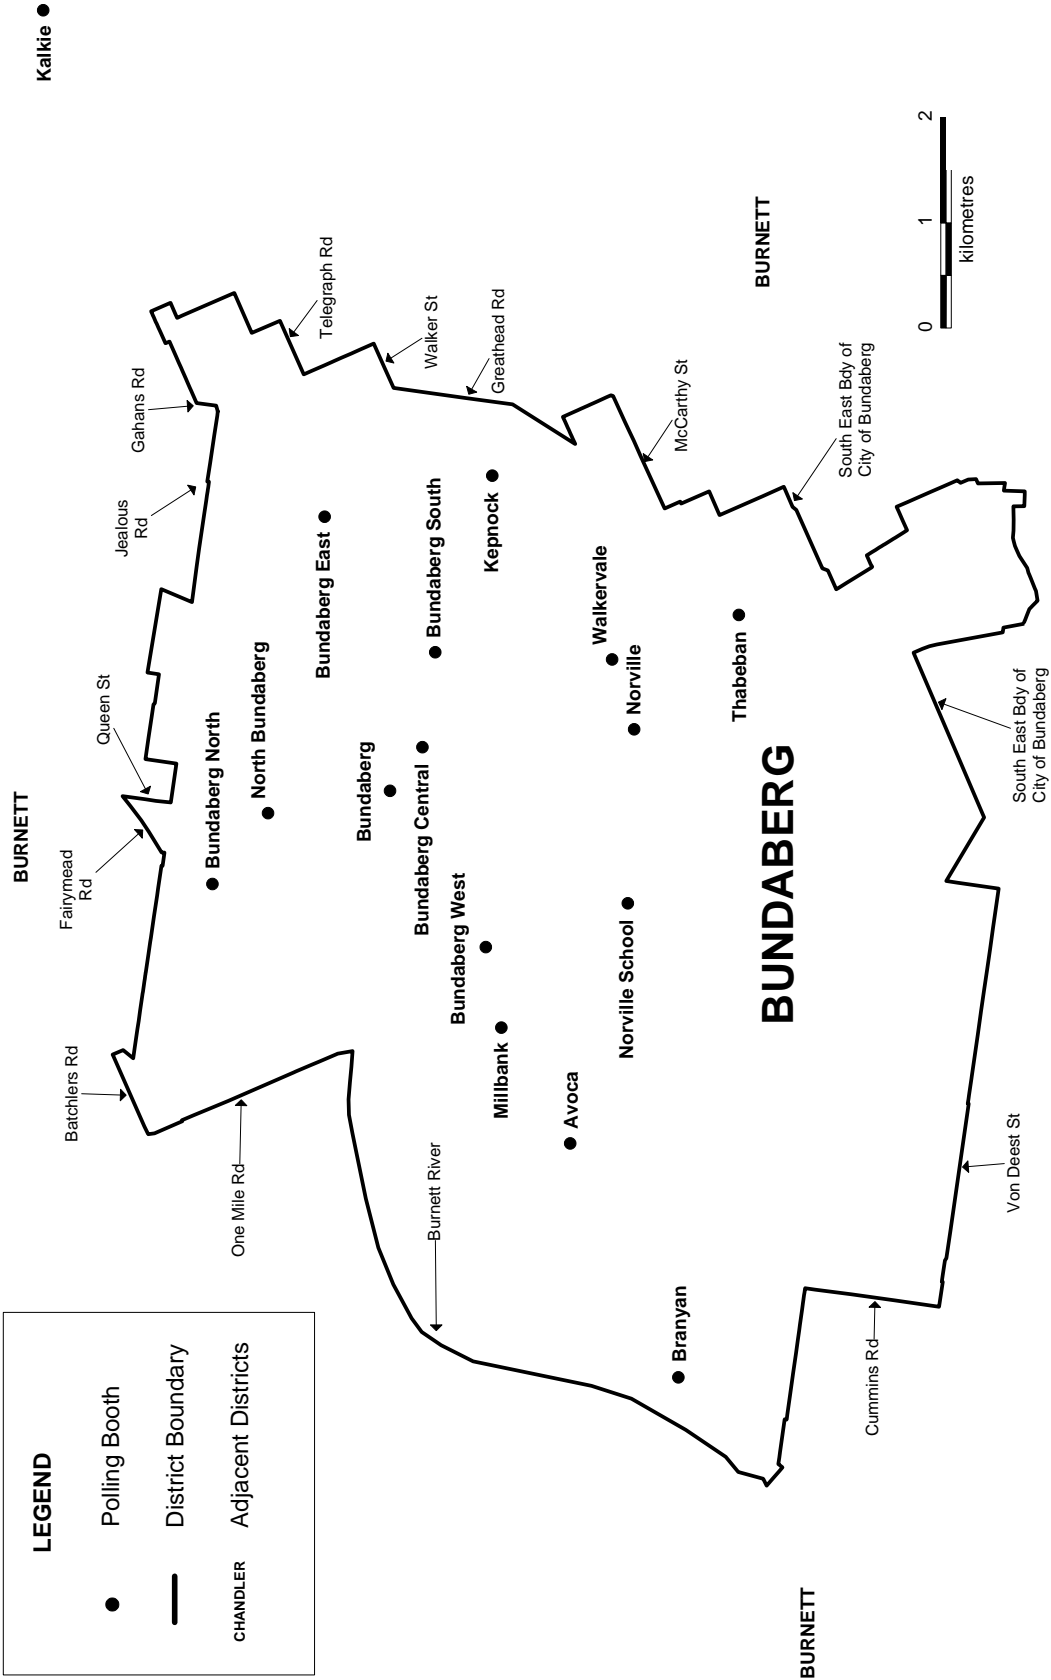 LEGEND
Polling Booth
District Boundary
CHANDLER
Adjacent Districts
BURNETT
Kalkie
Batchlers Rd
Fairymead
Rd
Queen St
Jealous
Rd
Gahans Rd
One Mile Rd
Bundaberg North
North Bundaberg
Bundaberg East
Telegraph Rd
Bundaberg
Burnett River
Bundaberg Central
Bundaberg South
Walker St
Bundaberg West
Millbank
Kepnock
Greathead Rd
Avoca
Walkervale
Norville School
Norville
Branyan
McCarthy St
Thabeban
BURNETT
BUNDABERG
BURNETT
South East Bdy of
City of Bundaberg
Cummins Rd
Von Deest St
South East Bdy of
City of Bundaberg
0 1 2
kilometres